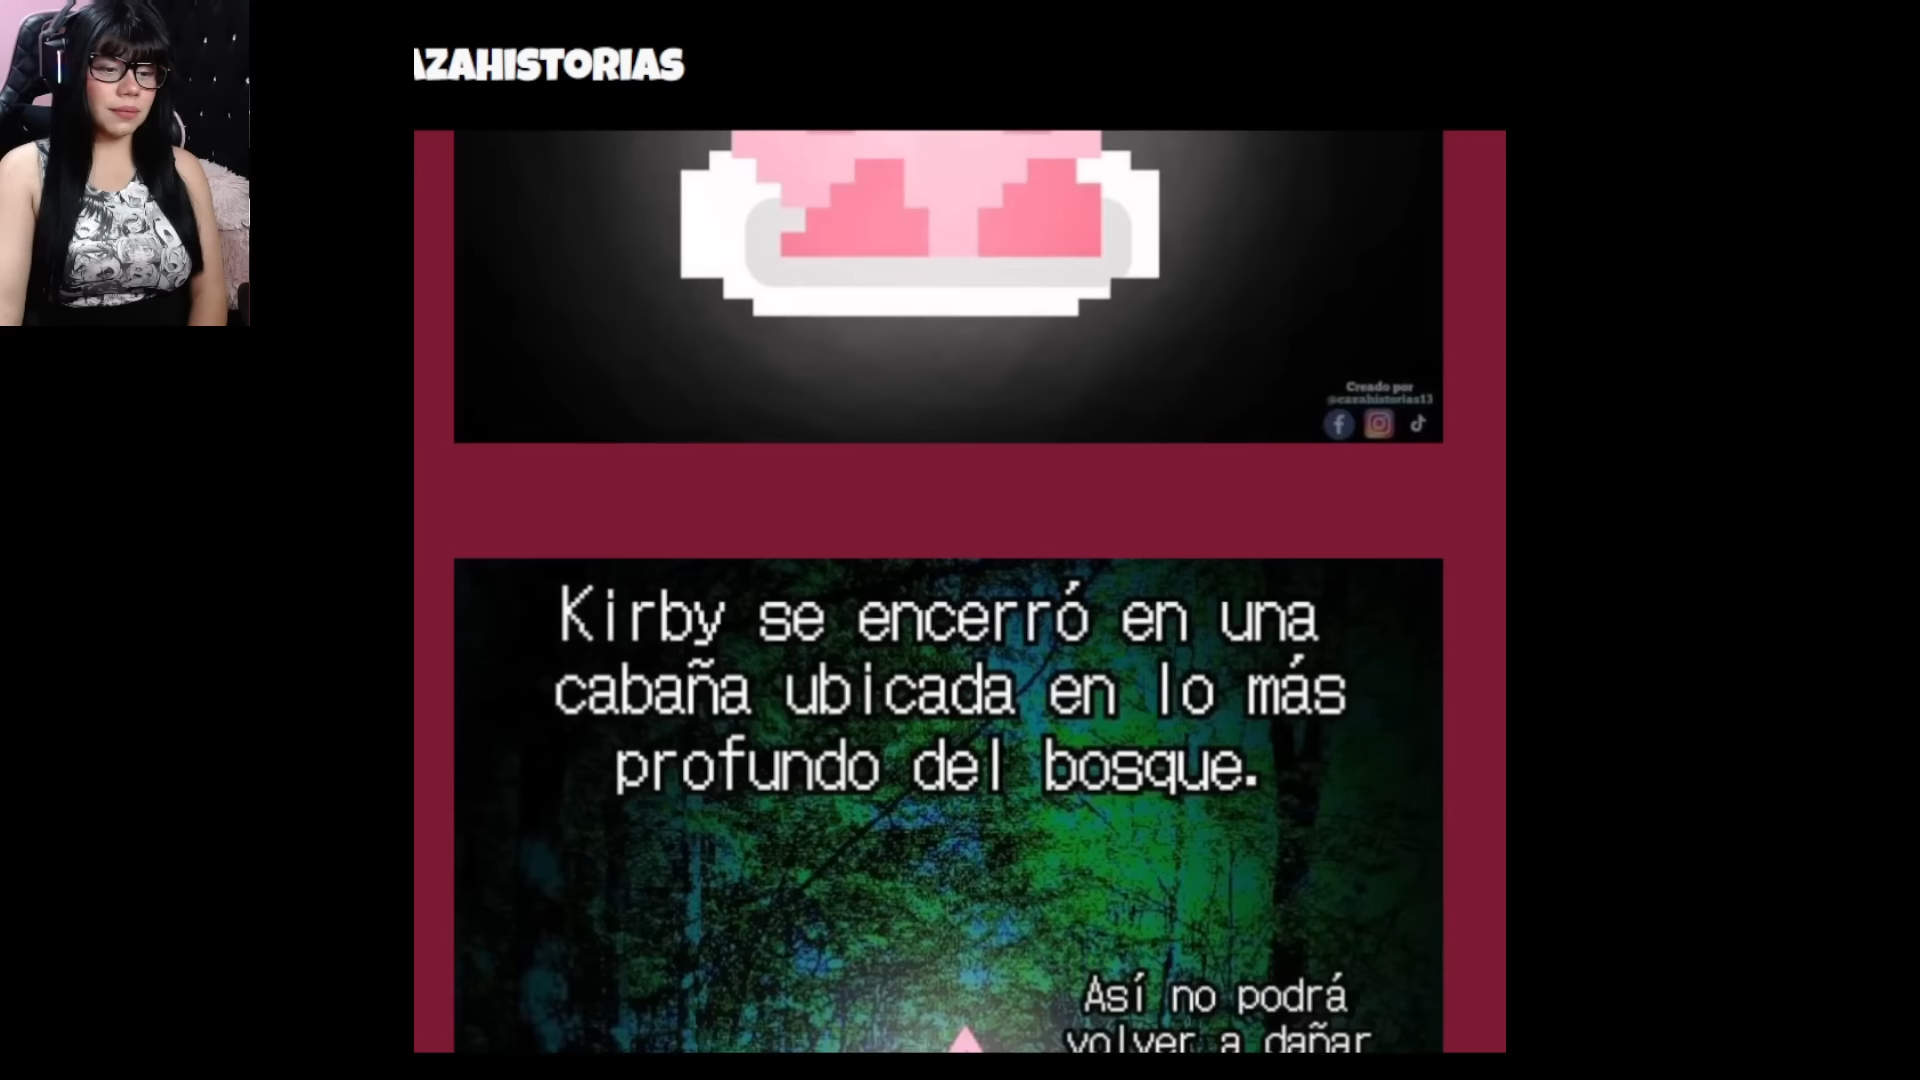 AZAHISTORIAS
Creado por
@cazahistorias13
Kirby se encerró en una
cabaña ubicada en lo más
profundo del bosque.
Así no podrá
volver a dañar